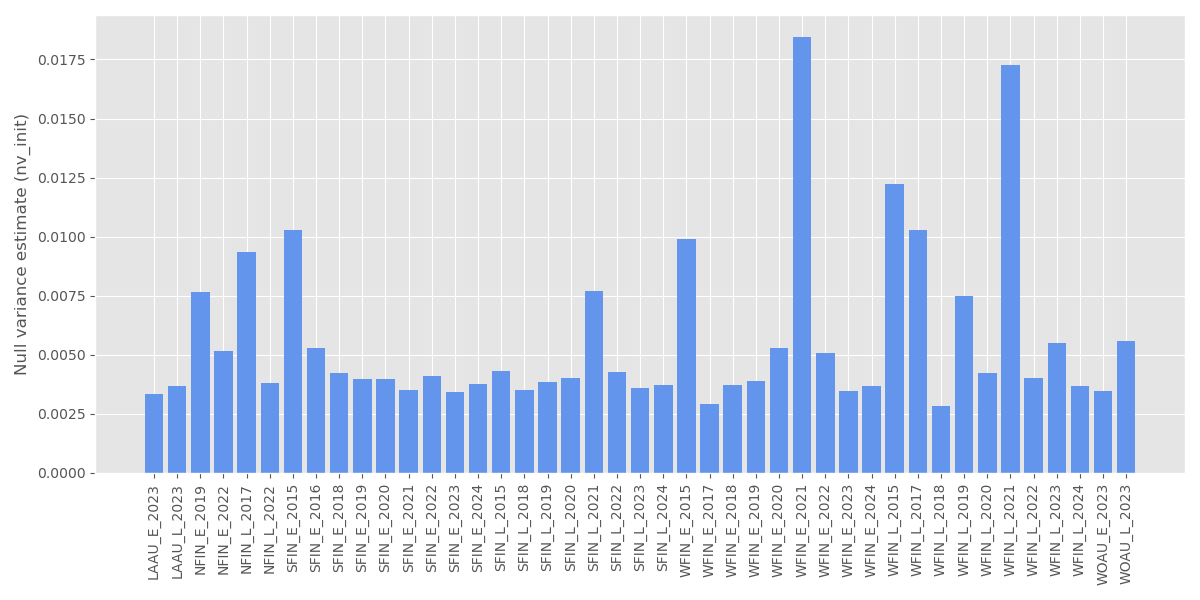 Null variance estimate (nv_init)
0.0175
0.0150
0.0125
0.0100
0.0075
0.0050
0.0025
0.0000
LAAU_E_2023
LAAU_L_2023
NFIN_E_2019
NFIN_E_2022
NFIN_L_2017
NFIN_L_2022
SFIN_E_2015
SFIN_E_2016
SFIN_E_2018
SFIN_E_2019
SFIN_E_2020
SFIN_E_2021
SFIN_E_2022
SFIN_E_2023
SFIN_E_2024
SFIN_L_2015
SFIN_L_2018
SFIN_L_2019
SFIN_L_2020
SFIN_L_2021
SFIN_L_2022
SFIN_L_2023
SFIN_L_2024
WFIN_E_2015
WFIN_E_2017
WFIN_E_2018
WFIN_E_2019
WFIN_E_2020
WFIN_E_2021
WFIN_E_2022
WFIN_E_2023
WFIN_E_2024
WFIN_L_2015
WFIN_L_2017
WFIN_L_2018
WFIN_L_2019
WFIN_L_2020
WFIN_L_2021
WFIN_L_2022
WFIN_L_2023
WFIN_L_2024
WOAU_E_2023
WOAU_L_2023